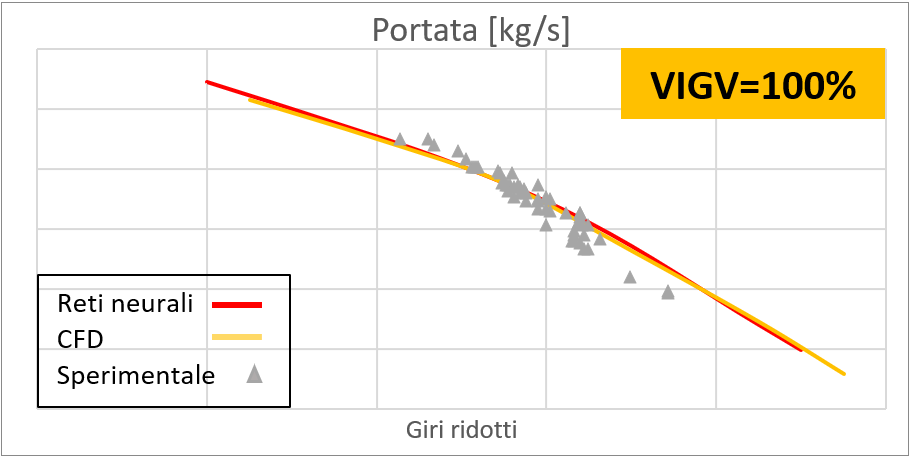 Portata [kg/s]
VIGV=100%
Reti neurali
CFD
Sperimentale
Giri ridotti